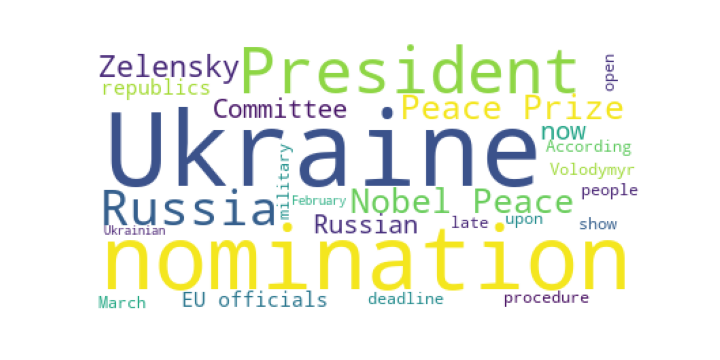 Zelensky President open
republics
Committee Peace Prize
Ukraine now
According
military Volodymyr
Russia February Nobel Peace people
Ukrainian Russian late upon show
nomination
March EU officials deadline procedure